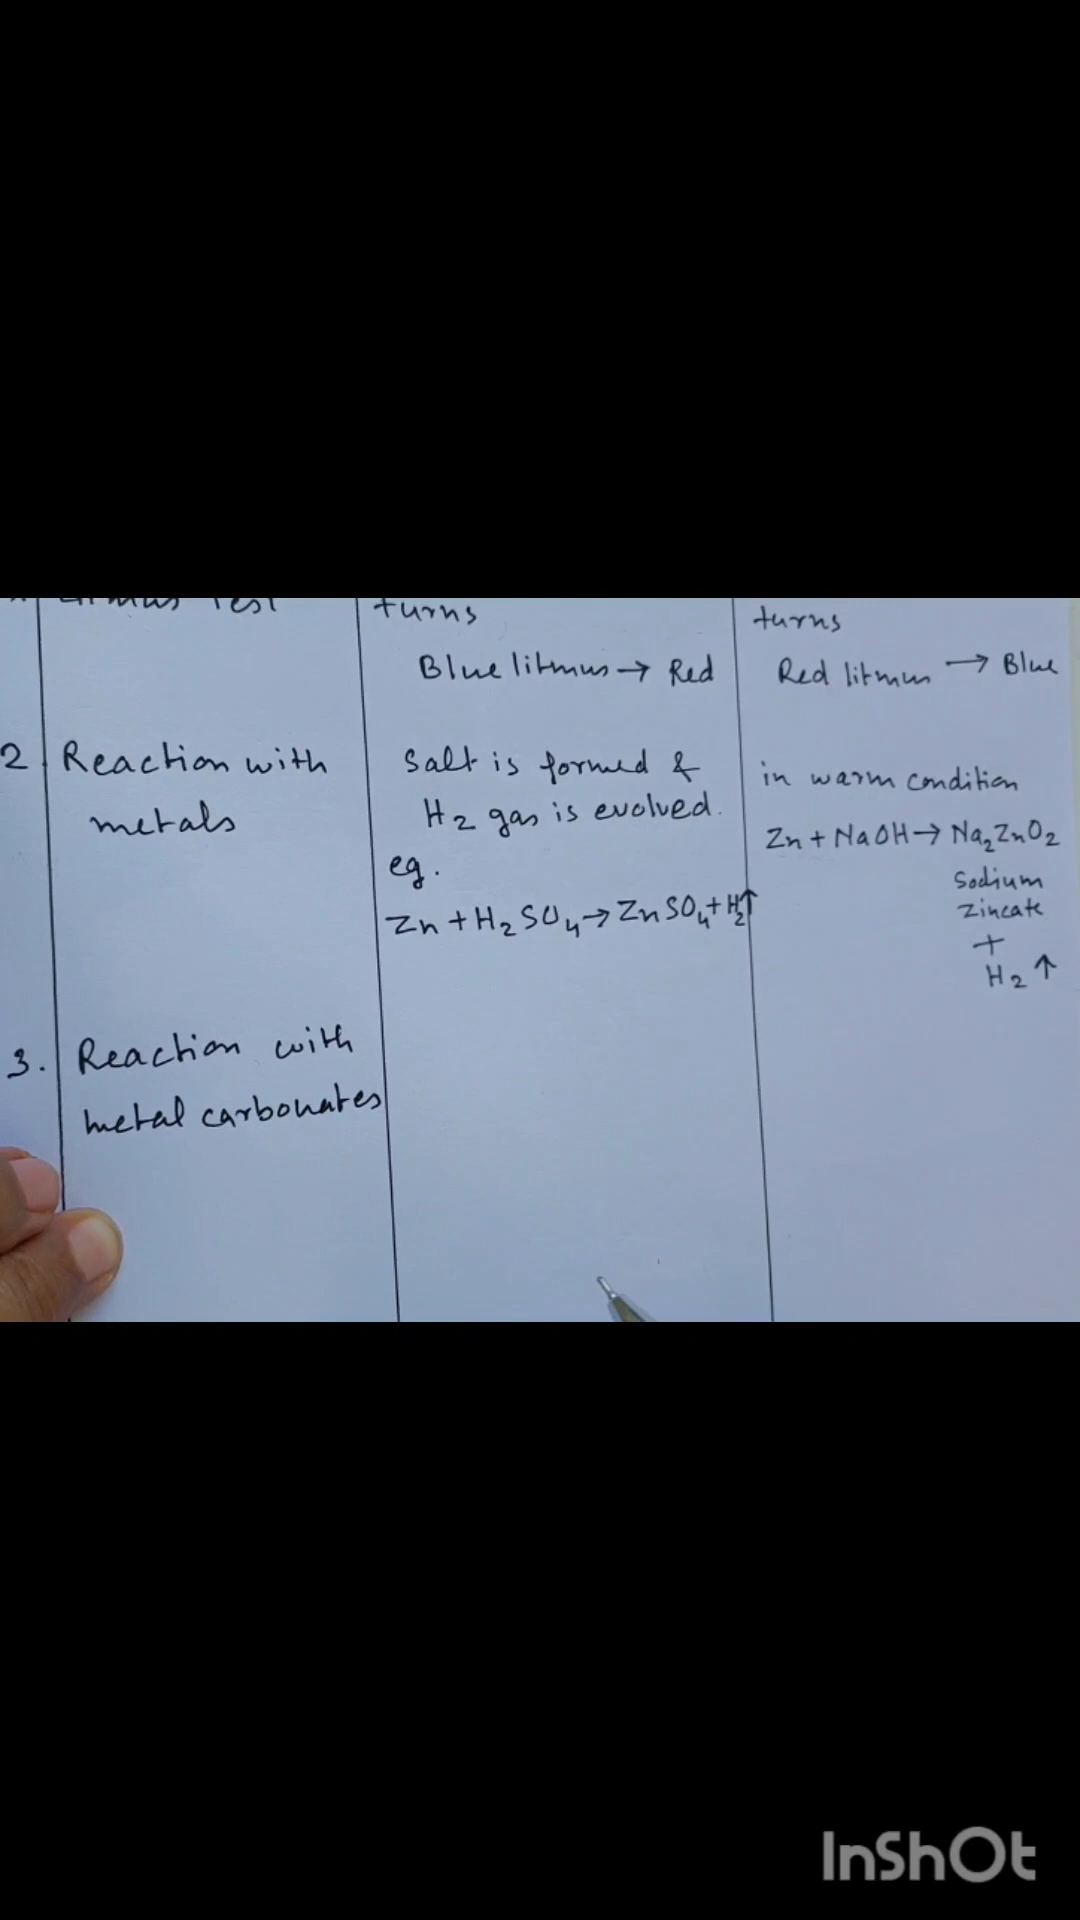 Litmus Test
turns
Blue litmus → Red
turns
Red litmus → Blue
2 Reaction with
metals
Salt is formed &
H2 gas is evolved.
eg.
Zn + H2SO4 → ZnSO4 + H2↑
in warm condition
Zn + NaOH → Na2ZnO2
Sodium
Zincate
+
H2 ↑
3. Reaction with
metal carbonates
InShOt